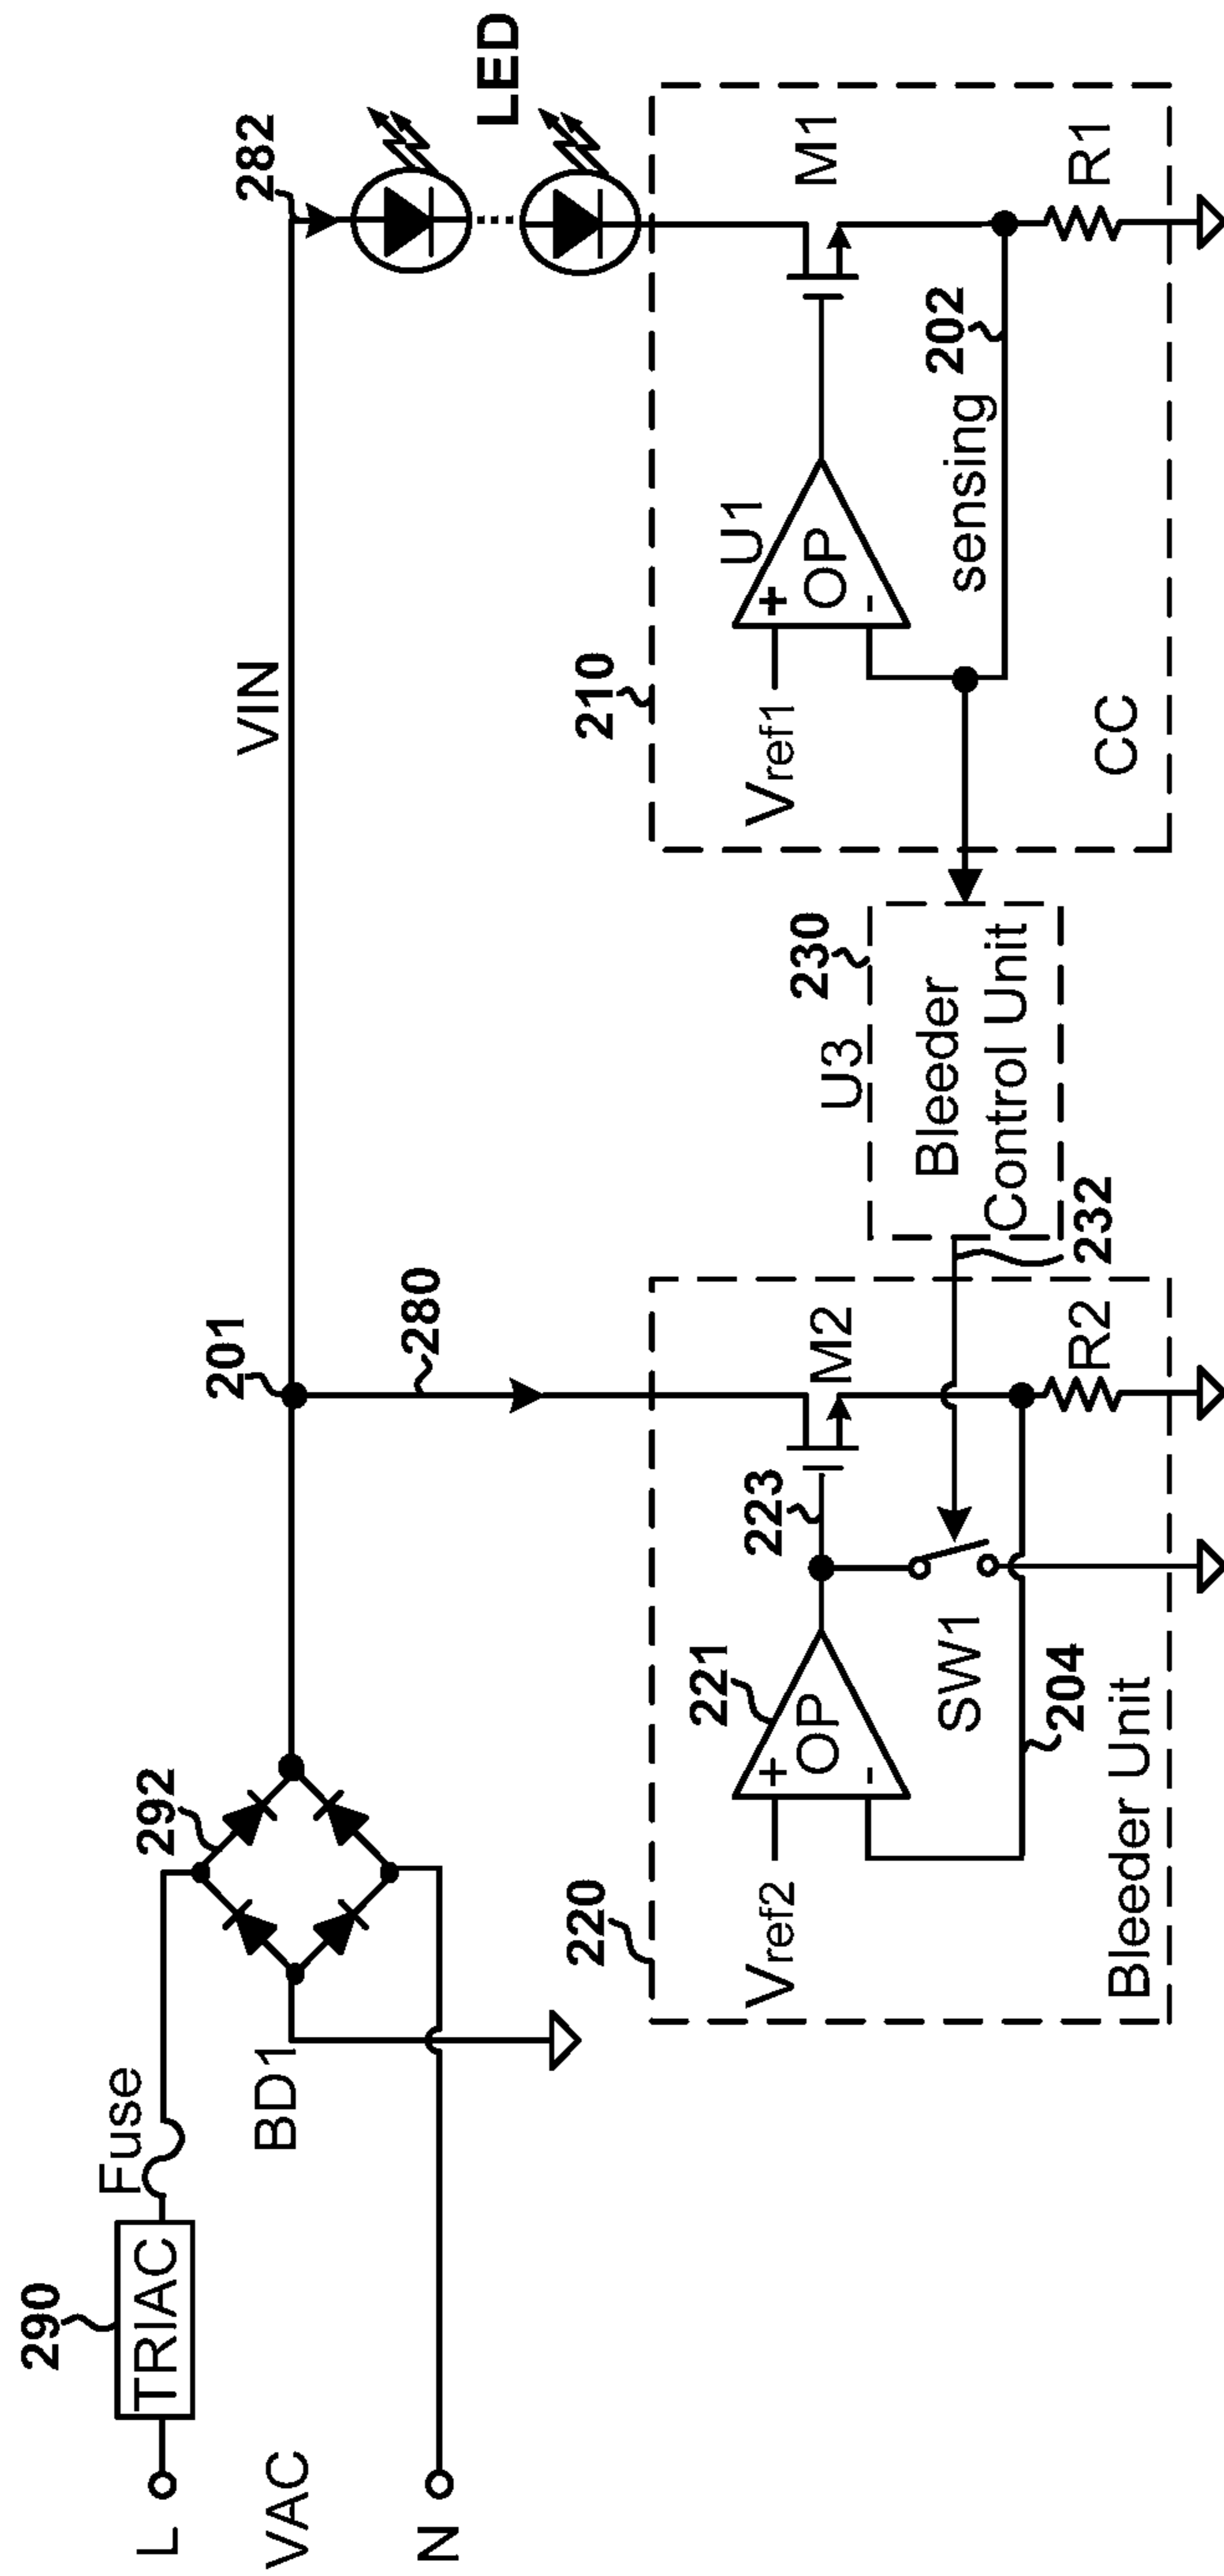 290
L
TRIAC
Fuse
VAC
N
BD1
292
201
VIN
282
280
LED
220
Vref2
+
OP
-
221
223
M2
SW1
204
R2
Bleeder Unit
232
U3
230
Bleeder
Control Unit
210
Vref1
U1
+
OP
-
M1
sensing
202
R1
CC